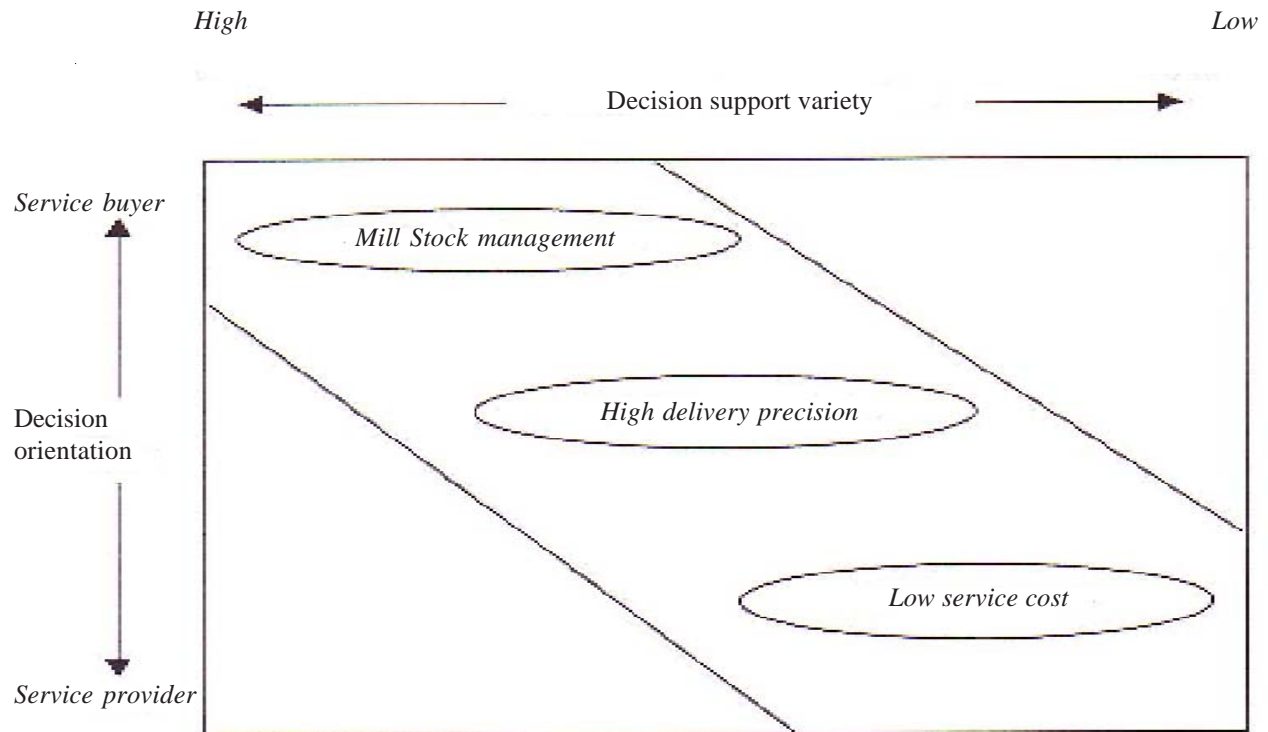 High
Low
Decision support variety
Service buyer
Mill Stock management
High delivery precision
Decision
orientation
Low service cost
Service provider